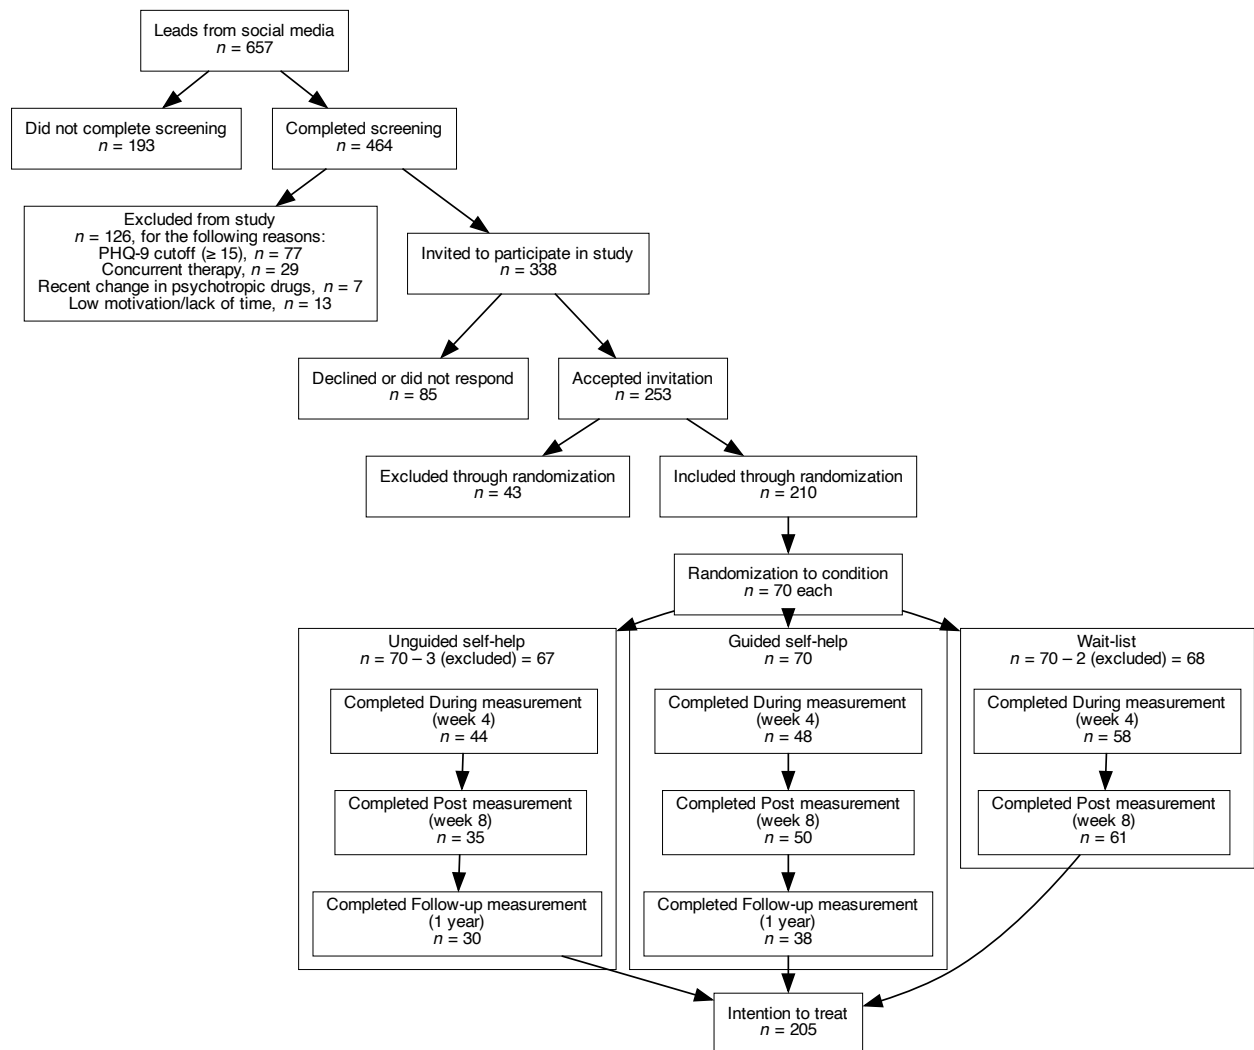 Leads from social media
n = 657
Did not complete screening
n = 193
Completed screening
n = 464
Excluded from study
n = 126, for the following reasons:
PHQ-9 cutoff (≥ 15), n = 77
Concurrent therapy, n = 29
Recent change in psychotropic drugs, n = 7
Low motivation/lack of time, n = 13
Invited to participate in study
n = 338
Declined or did not respond
n = 85
Accepted invitation
n = 253
Excluded through randomization
n = 43
Included through randomization
n = 210
Randomization to condition
n = 70 each
Unguided self-help
n = 70 – 3 (excluded) = 67
Completed During measurement
(week 4)
n = 44
Completed Post measurement
(week 8)
n = 35
Completed Follow-up measurement
(1 year)
n = 30
Guided self-help
n = 70
Completed During measurement
(week 4)
n = 48
Completed Post measurement
(week 8)
n = 50
Completed Follow-up measurement
(1 year)
n = 38
Wait-list
n = 70 – 2 (excluded) = 68
Completed During measurement
(week 4)
n = 58
Completed Post measurement
(week 8)
n = 61
Intention to treat
n = 205